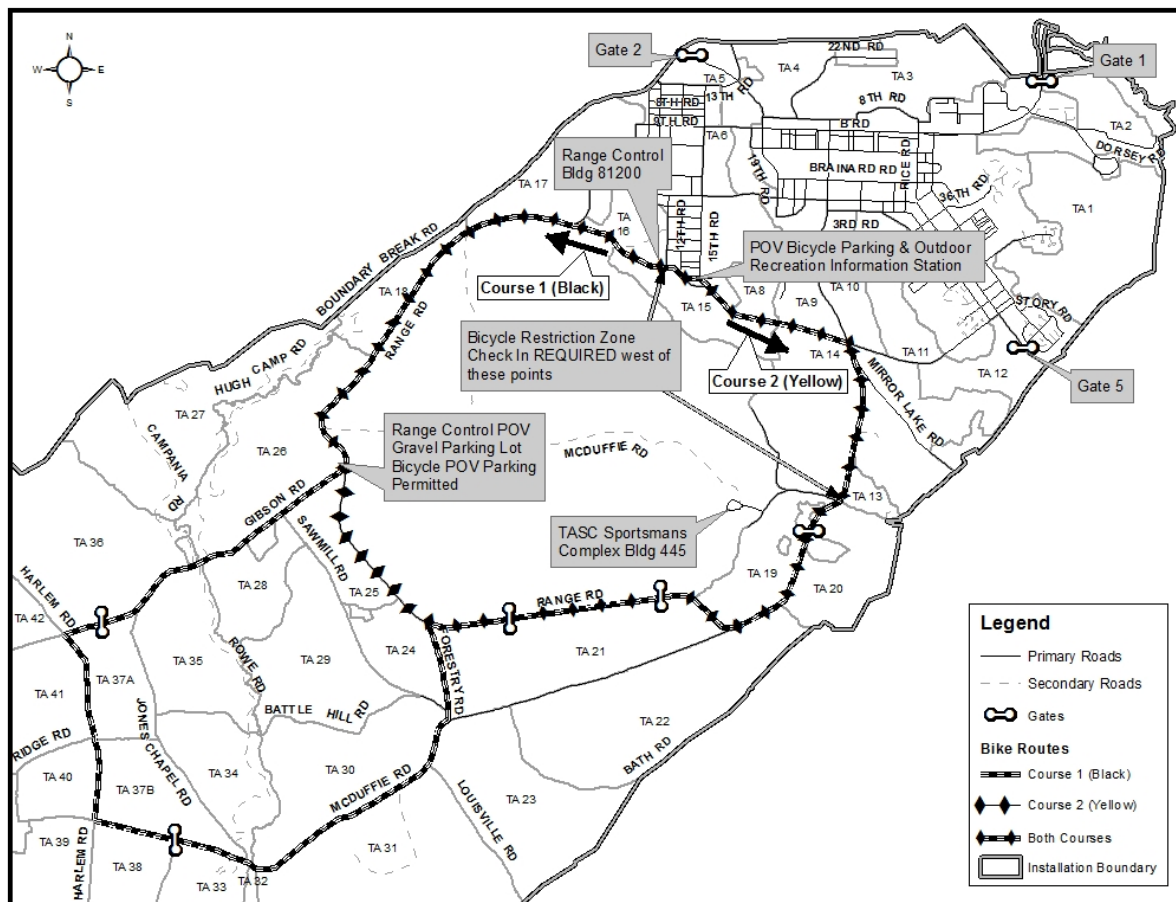 N
W
E
S
Gate 2
Gate 1
22ND RD
TA 5
TA 4
TA 3
13TH RD
8TH RD
8TH RD
9TH RD
B RD
TA 2
DORSEY RD
TA 6
Range Control
Bldg 81200
19TH RD
BRAINARD RD
RICE RD
36TH RD
TA 17
TA 1
TA
16
12TH RD
15TH RD
3RD RD
POV Bicycle Parking & Outdoor
Recreation Information Station
BOUNDARY BREAK RD
Course 1 (Black)
TA 18
RANGE RD
TA 15
TA 8
TA 9
TA 10
STORY RD
Bicycle Restriction Zone
Check In REQUIRED west of
these points
TA 14
TA 11
TA 12
HUGH CAMP RD
Course 2 (Yellow)
MIRROR LAKE RD
Gate 5
TA 27
CAMPANIA RD
TA 26
Range Control POV
Gravel Parking Lot
Bicycle POV Parking
Permitted
MCDUFFIE RD
GIBSON RD
TA 13
TASC Sportsmans
Complex Bldg 445
TA 36
SAWMILL RD
HARLEM RD
TA 28
TA 25
TA 19
TA 20
RANGE RD
TA 42
TA 24
FORESTRY RD
TA 21
TA 35
ROWE RD
TA 29
TA 41
TA 37A
JONES CHAPEL RD
BATTLE HILL RD
TA 22
BATH RD
RIDGE RD
TA 40
TA 34
TA 30
MCDUFFIE RD
TA 37B
TA 23
LOUISVILLE RD
TA 39
HARLEM RD
TA 38
TA 33
TA 32
TA 31
Legend
Primary Roads
Secondary Roads
Gates
Bike Routes
Course 1 (Black)
Course 2 (Yellow)
Both Courses
Installation Boundary